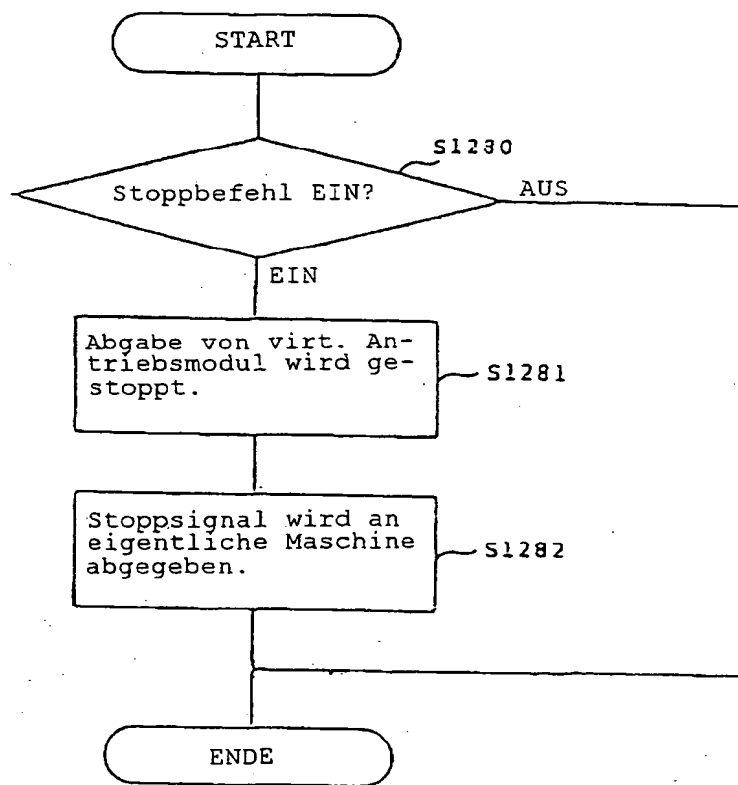 START
S1280
Stoppbefehl EIN?
AUS
EIN
Abgabe von virt. An-
triebsmodul wird ge-
stoppt.
S1281
Stoppsignal wird an
eigentliche Maschine
abgegeben.
S1282
ENDE